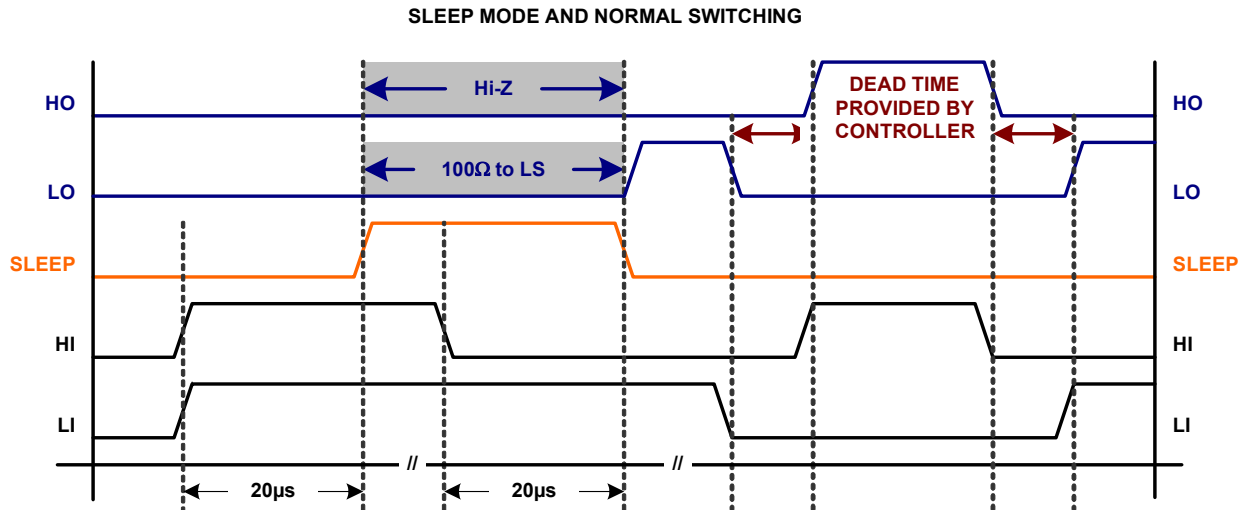 SLEEP MODE AND NORMAL SWITCHING
HO
Hi-Z
DEAD TIME
PROVIDED BY
CONTROLLER
HO
LO
100Ω to LS
LO
SLEEP
SLEEP
HI
HI
LI
LI
//
//
20µs
20µs